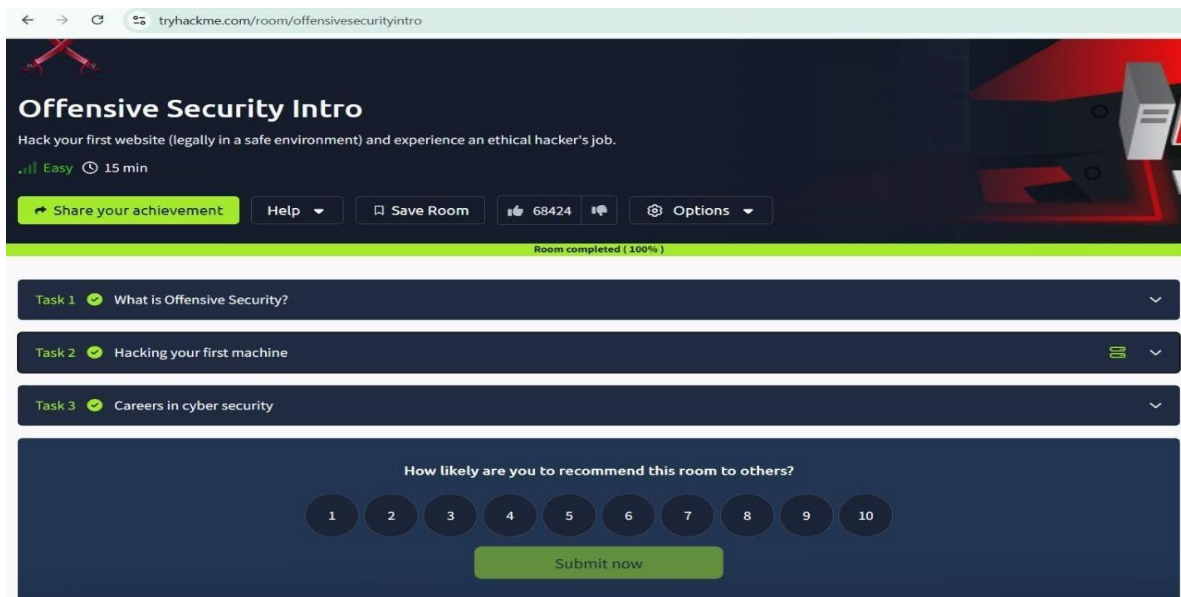 tryhackme.com/room/offensivesecurityintro
Offensive Security Intro
Hack your first website (legally in a safe environment) and experience an ethical hacker's job.
Easy 15 min
Share your achievement Help Save Room 68424 Options
Room completed ( 100% )
Task 1 What is Offensive Security?
Task 2 Hacking your first machine
Task 3 Careers in cyber security
How likely are you to recommend this room to others?
1 2 3 4 5 6 7 8 9 10
Submit now